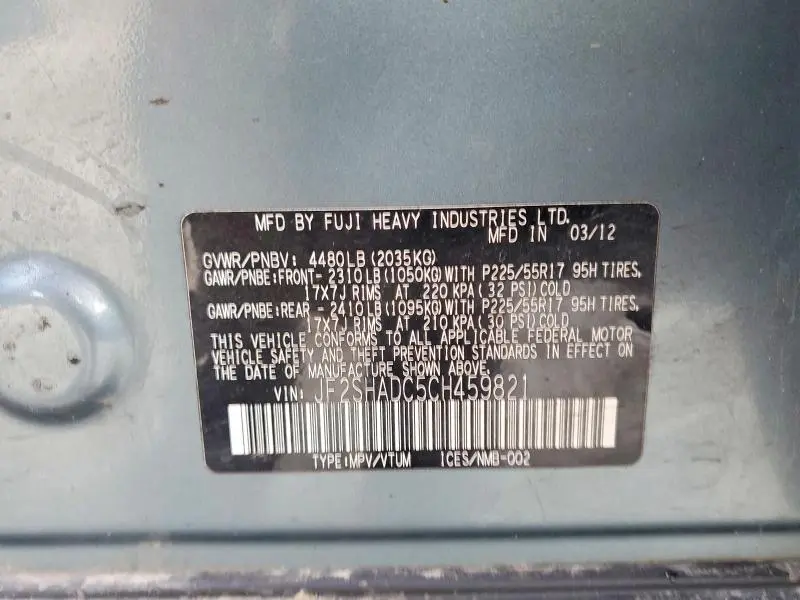 MFD BY FUJI HEAVY INDUSTRIES LTD.
MFD IN 03/12
GVWR/PNBV: 4480LB (2035KG)
GAWR/PNBE:FRONT- 2310LB (1050KG) WITH P225/55R17 95H TIRES,
17X7J RIMS AT 220 KPA (32 PSI) COLD
GAWR/PNBE:REAR - 2410LB (1095KG) WITH P225/55R17 95H TIRES,
17X7J RIMS AT 210 KPA (30 PSI) COLD
THIS VEHICLE CONFORMS TO ALL APPLICABLE FEDERAL MOTOR
VEHICLE SAFETY AND THEFT PREVENTION STANDARDS IN EFFECT ON
THE DATE OF MANUFACTURE SHOWN ABOVE.
VIN: JF2SHADC5CH459821
TYPE:MPV/VTUM ICES/NMB-002